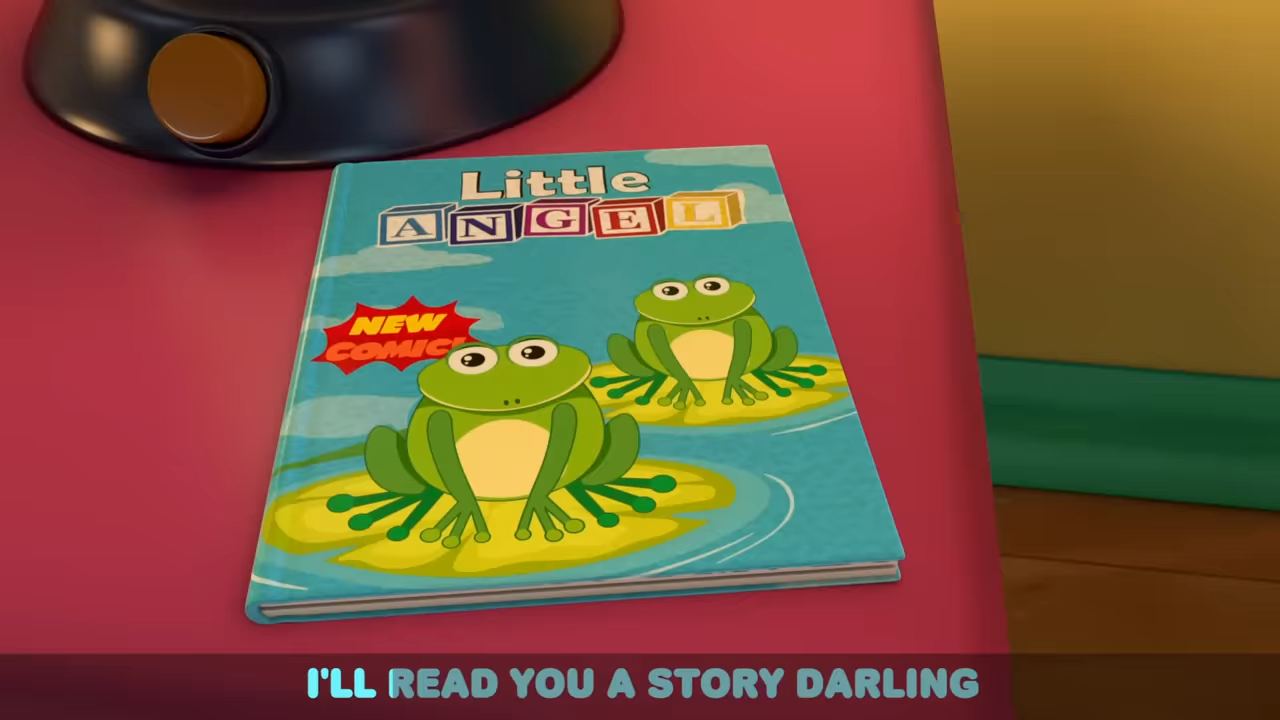 Little
ANGEL
NEW
COMIC!
I'LL READ YOU A STORY DARLING